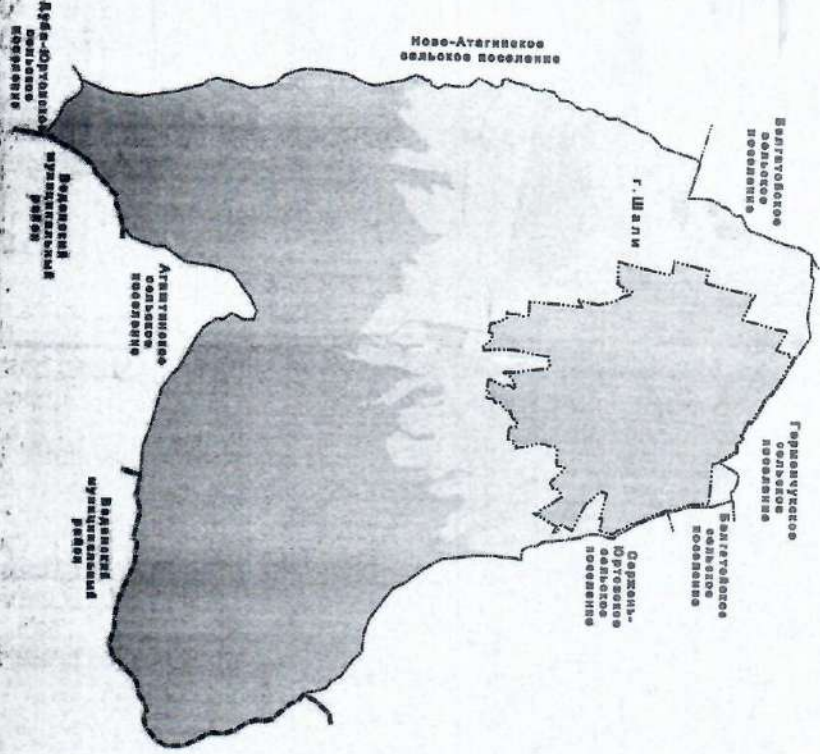 Ново-Атагинское
сельское поселение
Белгатойское
сельское
поселение
г. Шали
Герменчукское
сельское
поселение
Белгатойское
сельское
поселение
Сержень-
Юртовское
сельское
поселение
Дуба-Юртовское
сельское
поселение
Веденский
муниципальный
район
Агиштинское
сельское
поселение
Веденский
муниципальный
район